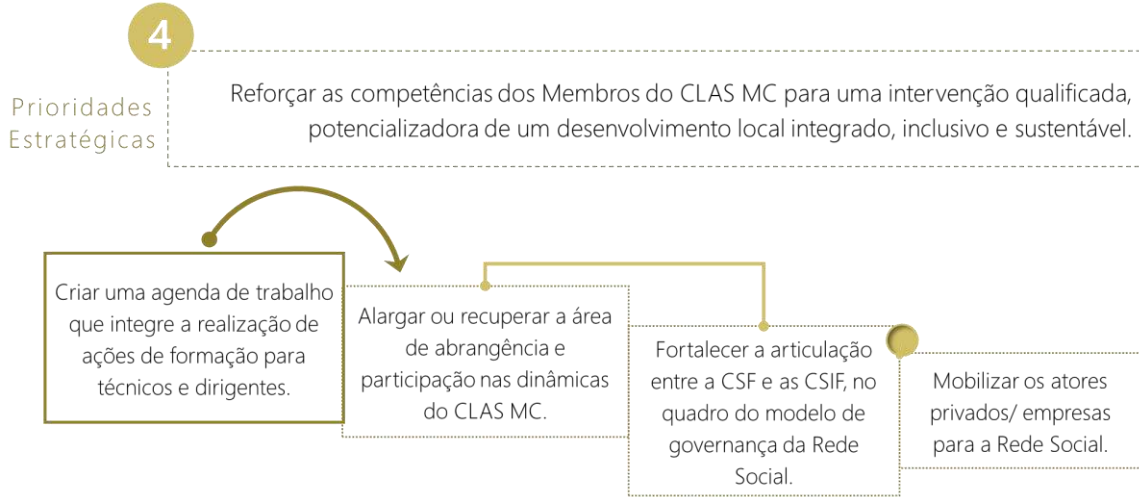 4
Prioridades
Estratégicas
Reforçar as competências dos Membros do CLAS MC para uma intervenção qualificada,
potencializadora de um desenvolvimento local integrado, inclusivo e sustentável.
Criar uma agenda de trabalho
que integre a realização de
ações de formação para
técnicos e dirigentes.
Alargar ou recuperar a área
de abrangência e
participação nas dinâmicas
do CLAS MC.
Fortalecer a articulação
entre a CSF e as CSIF, no
quadro do modelo de
governança da Rede
Social.
Mobilizar os atores
privados/ empresas
para a Rede Social.